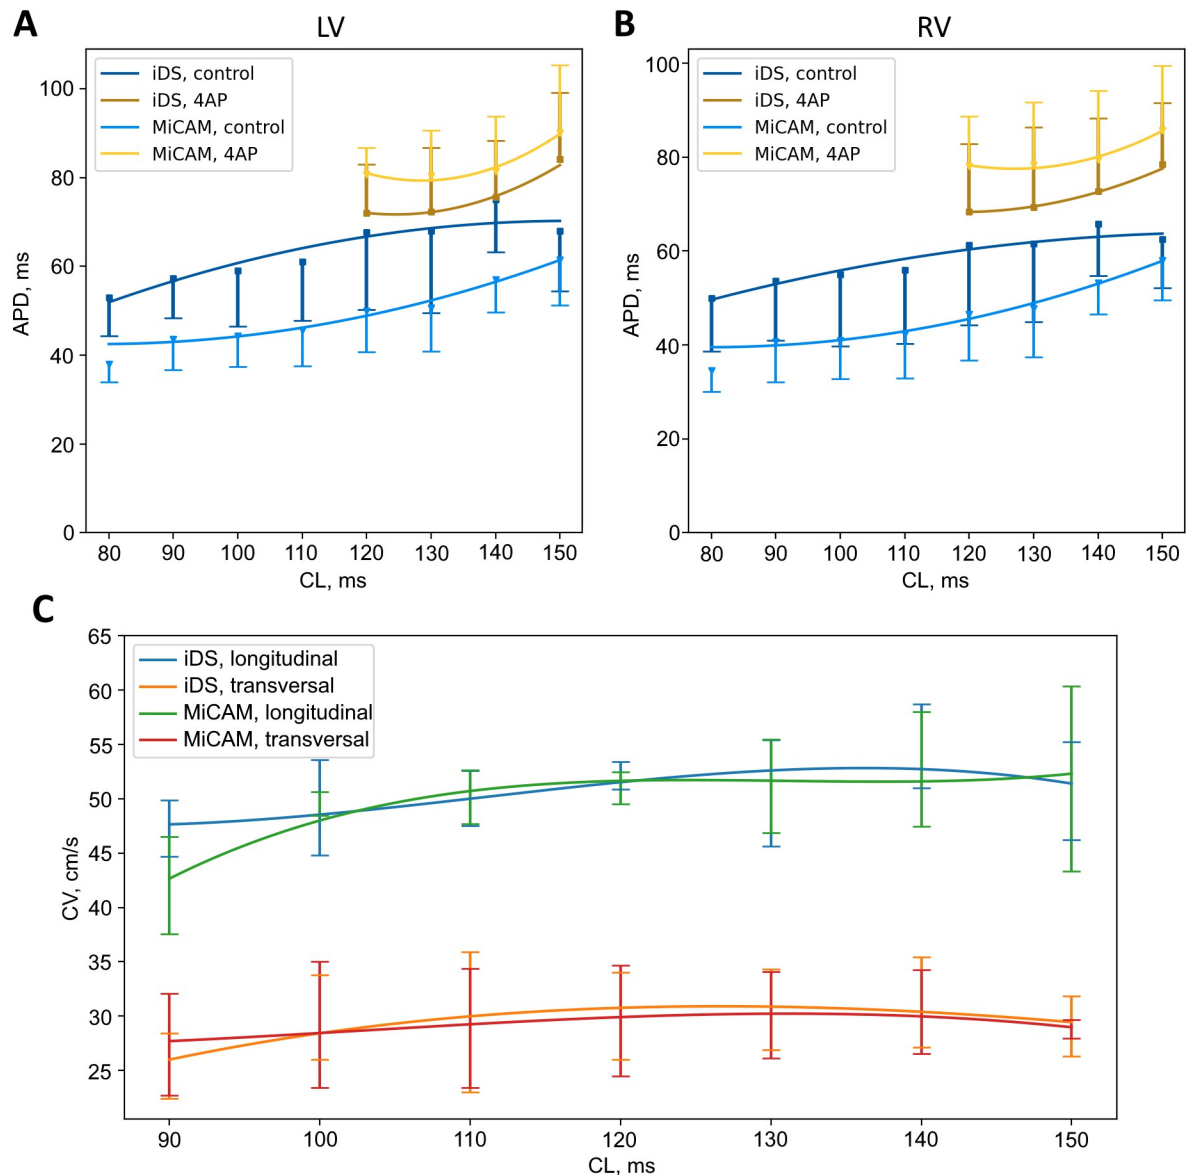 A
LV
iDS, control
iDS, 4AP
MiCAM, control
MiCAM, 4AP
APD, ms
100
80
60
40
20
0
80 90 100 110 120 130 140 150
CL, ms
B
RV
iDS, control
iDS, 4AP
MiCAM, control
MiCAM, 4AP
APD, ms
100
80
60
40
20
0
80 90 100 110 120 130 140 150
CL, ms
C
iDS, longitudinal
iDS, transversal
MiCAM, longitudinal
MiCAM, transversal
CV, cm/s
65
60
55
50
45
40
35
30
25
90 100 110 120 130 140 150
CL, ms